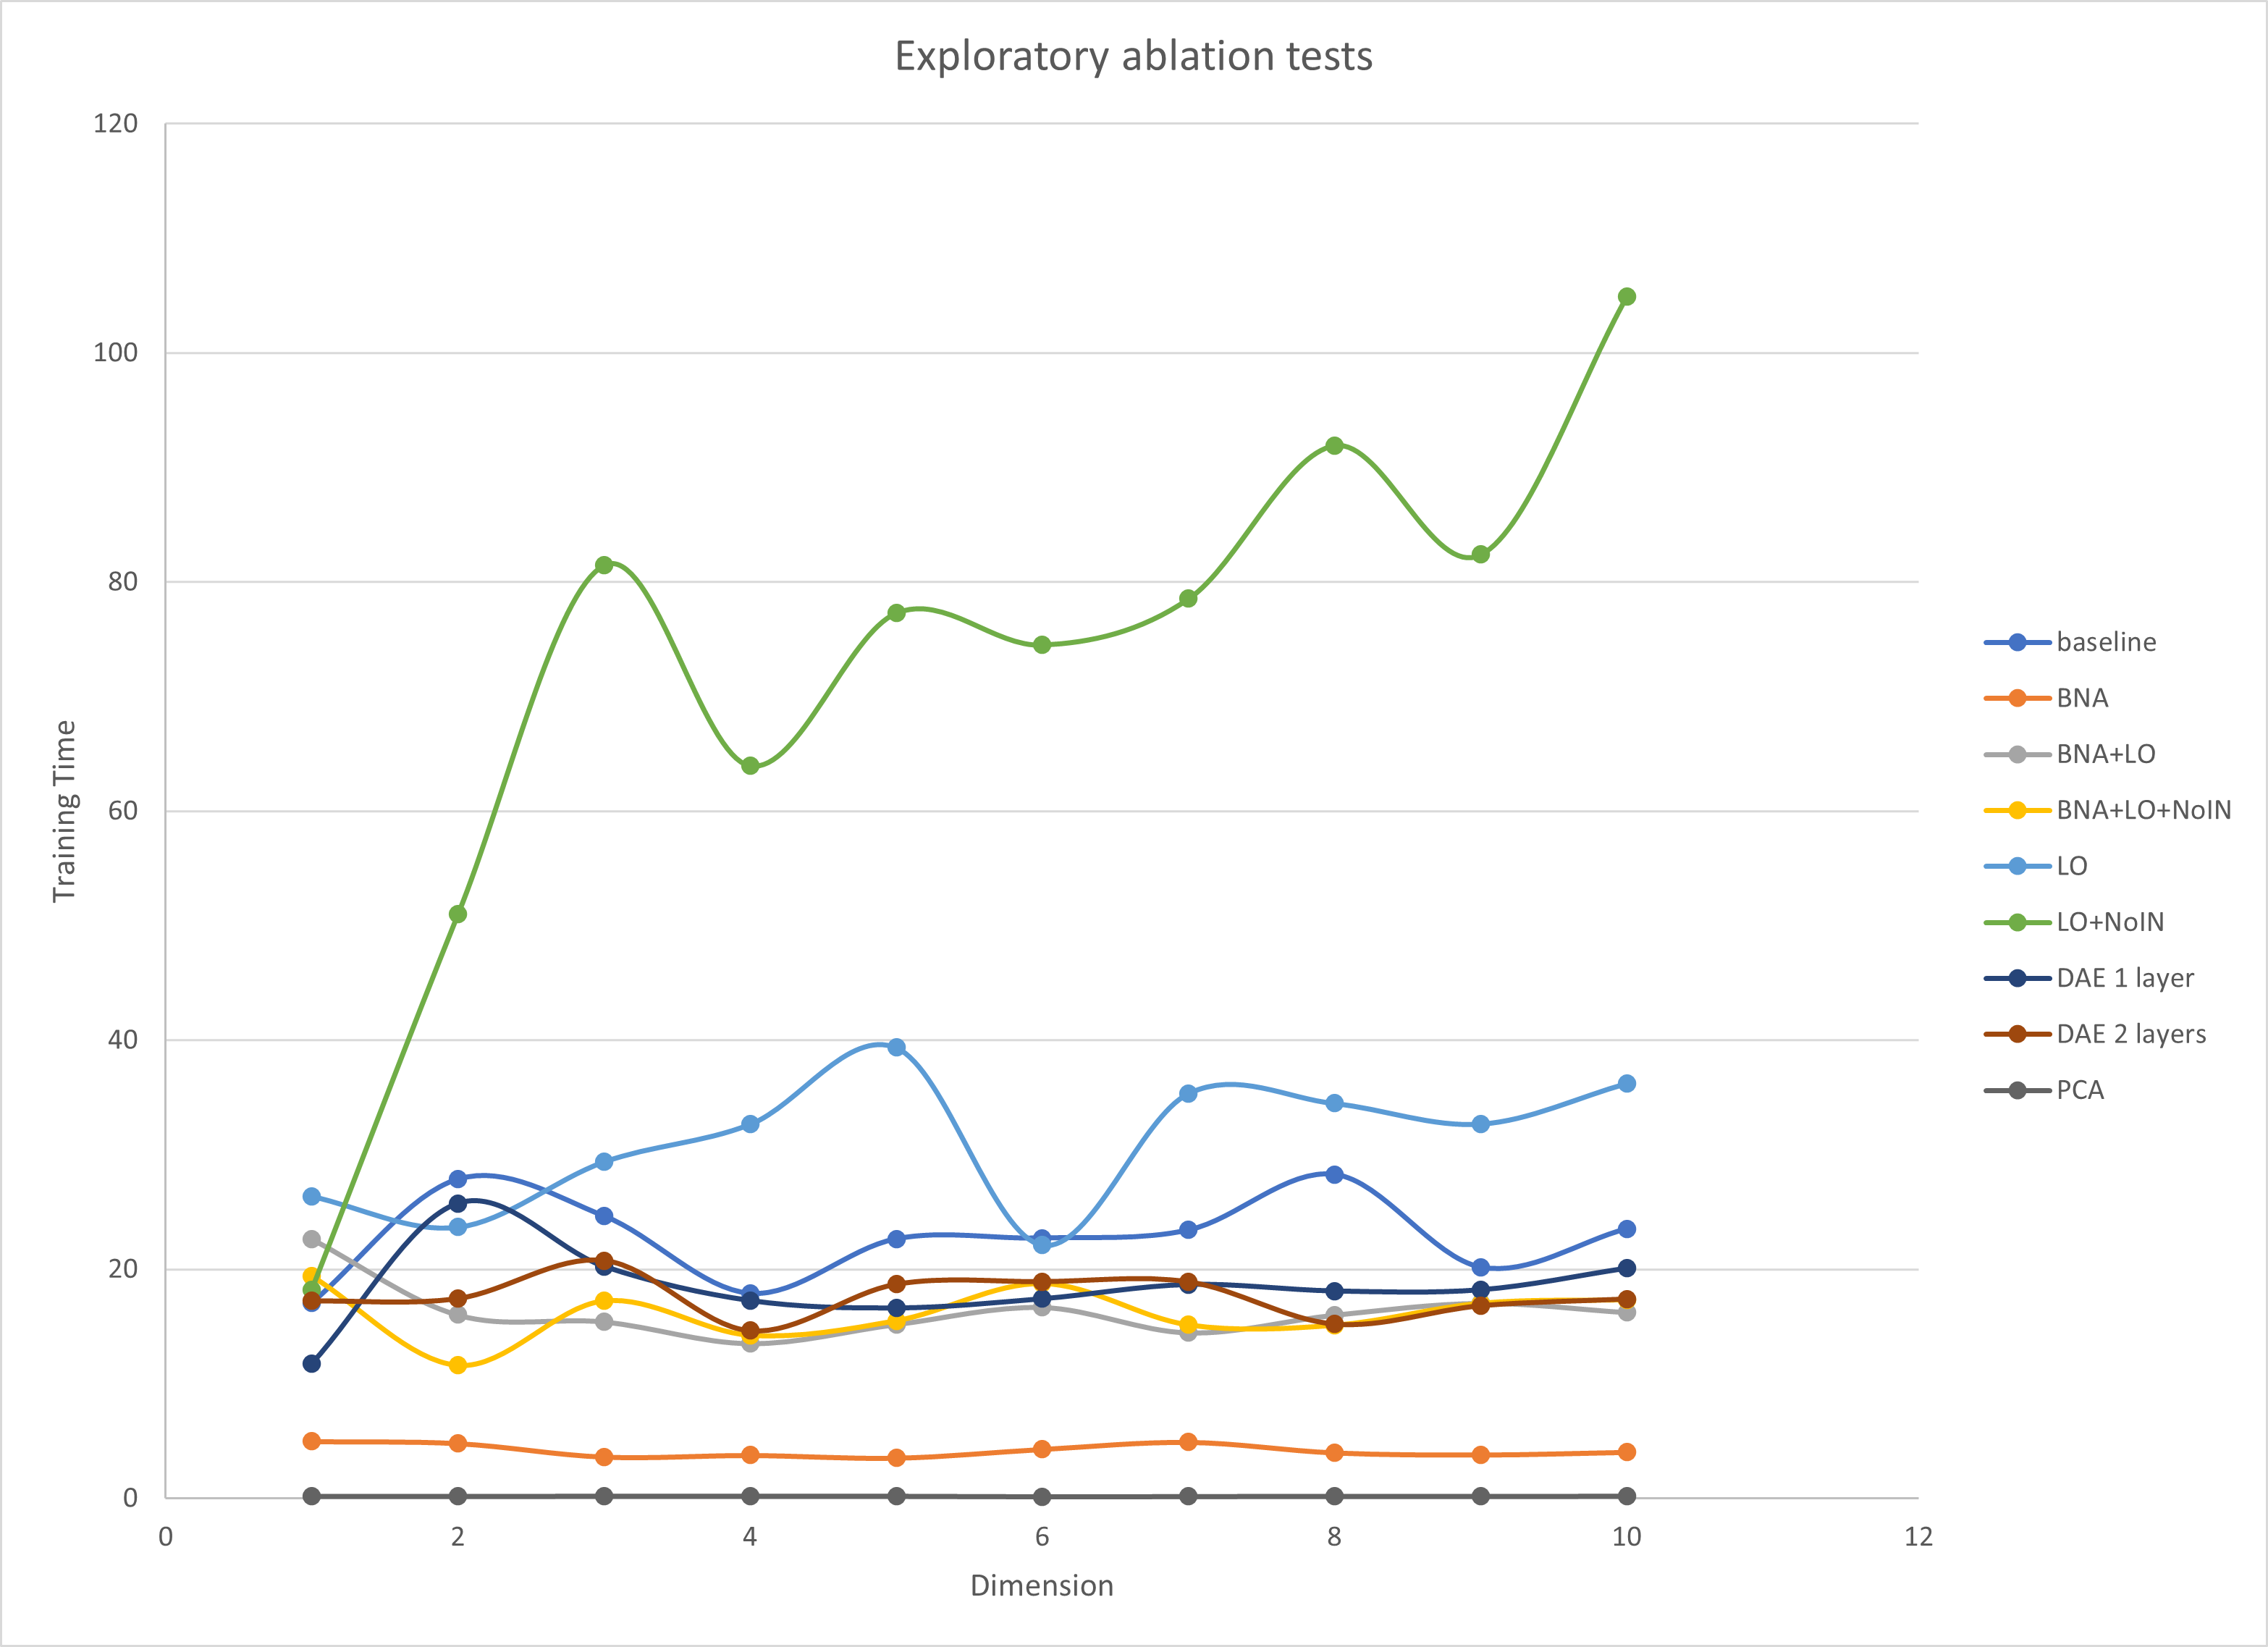 Exploratory ablation tests
120
100
80
60
40
20
0
Training Time
0 2 4 6 8 10 12
Dimension
baseline
BNA
BNA+LO
BNA+LO+NoIN
LO
LO+NoIN
DAE 1 layer
DAE 2 layers
PCA